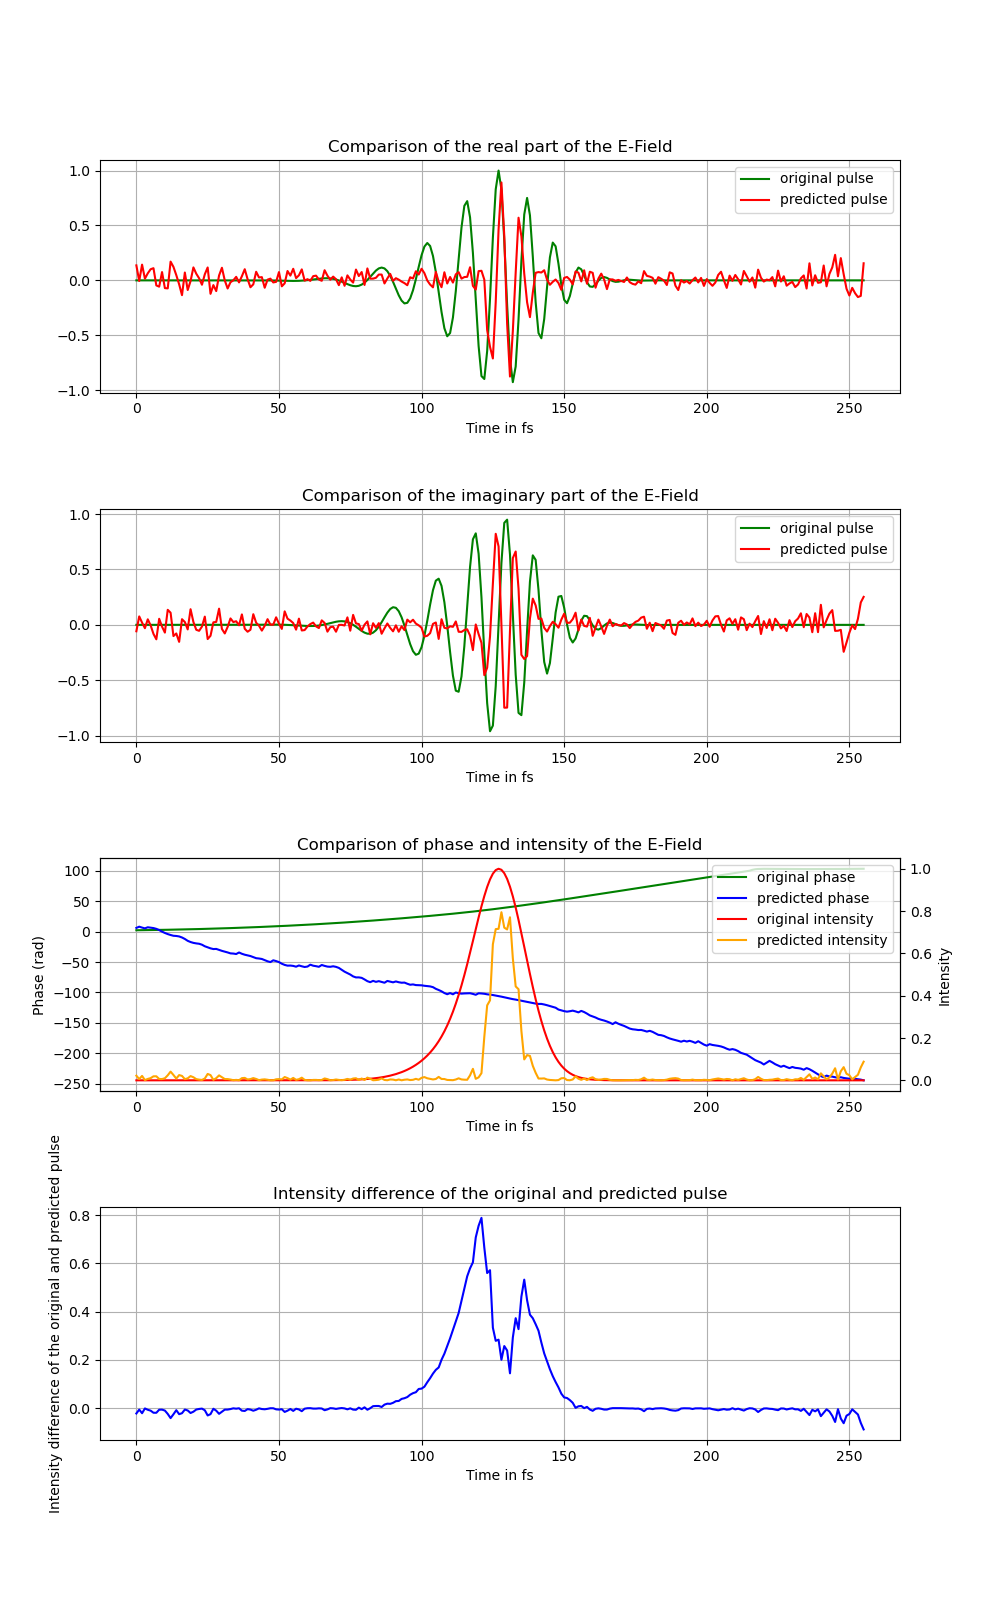 Comparison of the real part of the E-Field
1.0
0.5
0.0
−0.5
−1.0
original pulse
predicted pulse
0 50 100 150 200 250
Time in fs
Comparison of the imaginary part of the E-Field
1.0
0.5
0.0
−0.5
−1.0
original pulse
predicted pulse
0 50 100 150 200 250
Time in fs
Comparison of phase and intensity of the E-Field
Phase (rad)
100
50
0
−50
−100
−150
−200
−250
original phase
predicted phase
original intensity
predicted intensity
1.0
0.8
0.6
0.4
0.2
0.0
Intensity
0 50 100 150 200 250
Time in fs
Intensity difference of the original and predicted pulse
Intensity difference of the original and predicted pulse
0.8
0.6
0.4
0.2
0.0
0 50 100 150 200 250
Time in fs